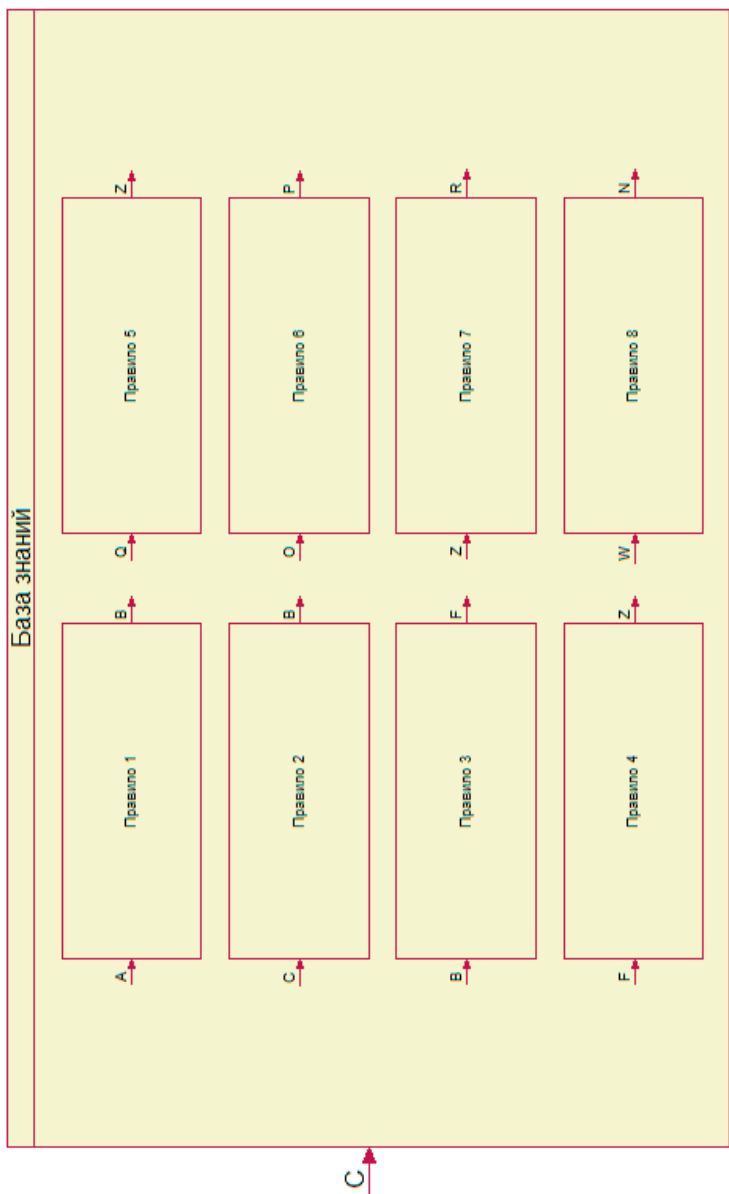 База знаний
A
Правило 1
B
Q
Правило 5
Z
C
Правило 2
B
O
Правило 6
P
B
Правило 3
F
Z
Правило 7
R
F
Правило 4
Z
W
Правило 8
N
C